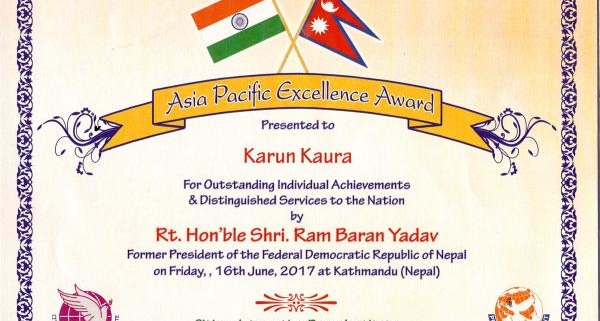 Asia Pacific Excellence Award
Presented to
Karun Kaura
For Outstanding Individual Achievements
& Distinguished Services to the Nation
by
Rt. Hon'ble Shri. Ram Baran Yadav
Former President of the Federal Democratic Republic of Nepal
on Friday, , 16th June, 2017 at Kathmandu (Nepal)